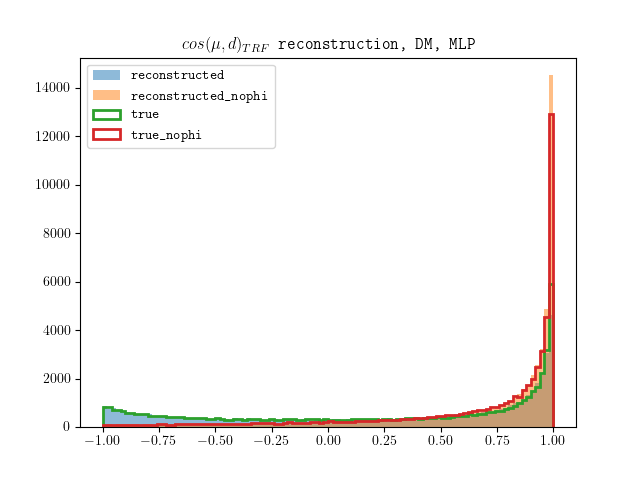 cos(μ, d)TRF reconstruction, DM, MLP
reconstructed
reconstructed_nophi
true
true_nophi
14000
12000
10000
8000
6000
4000
2000
0
−1.00 −0.75 −0.50 −0.25 0.00 0.25 0.50 0.75 1.00